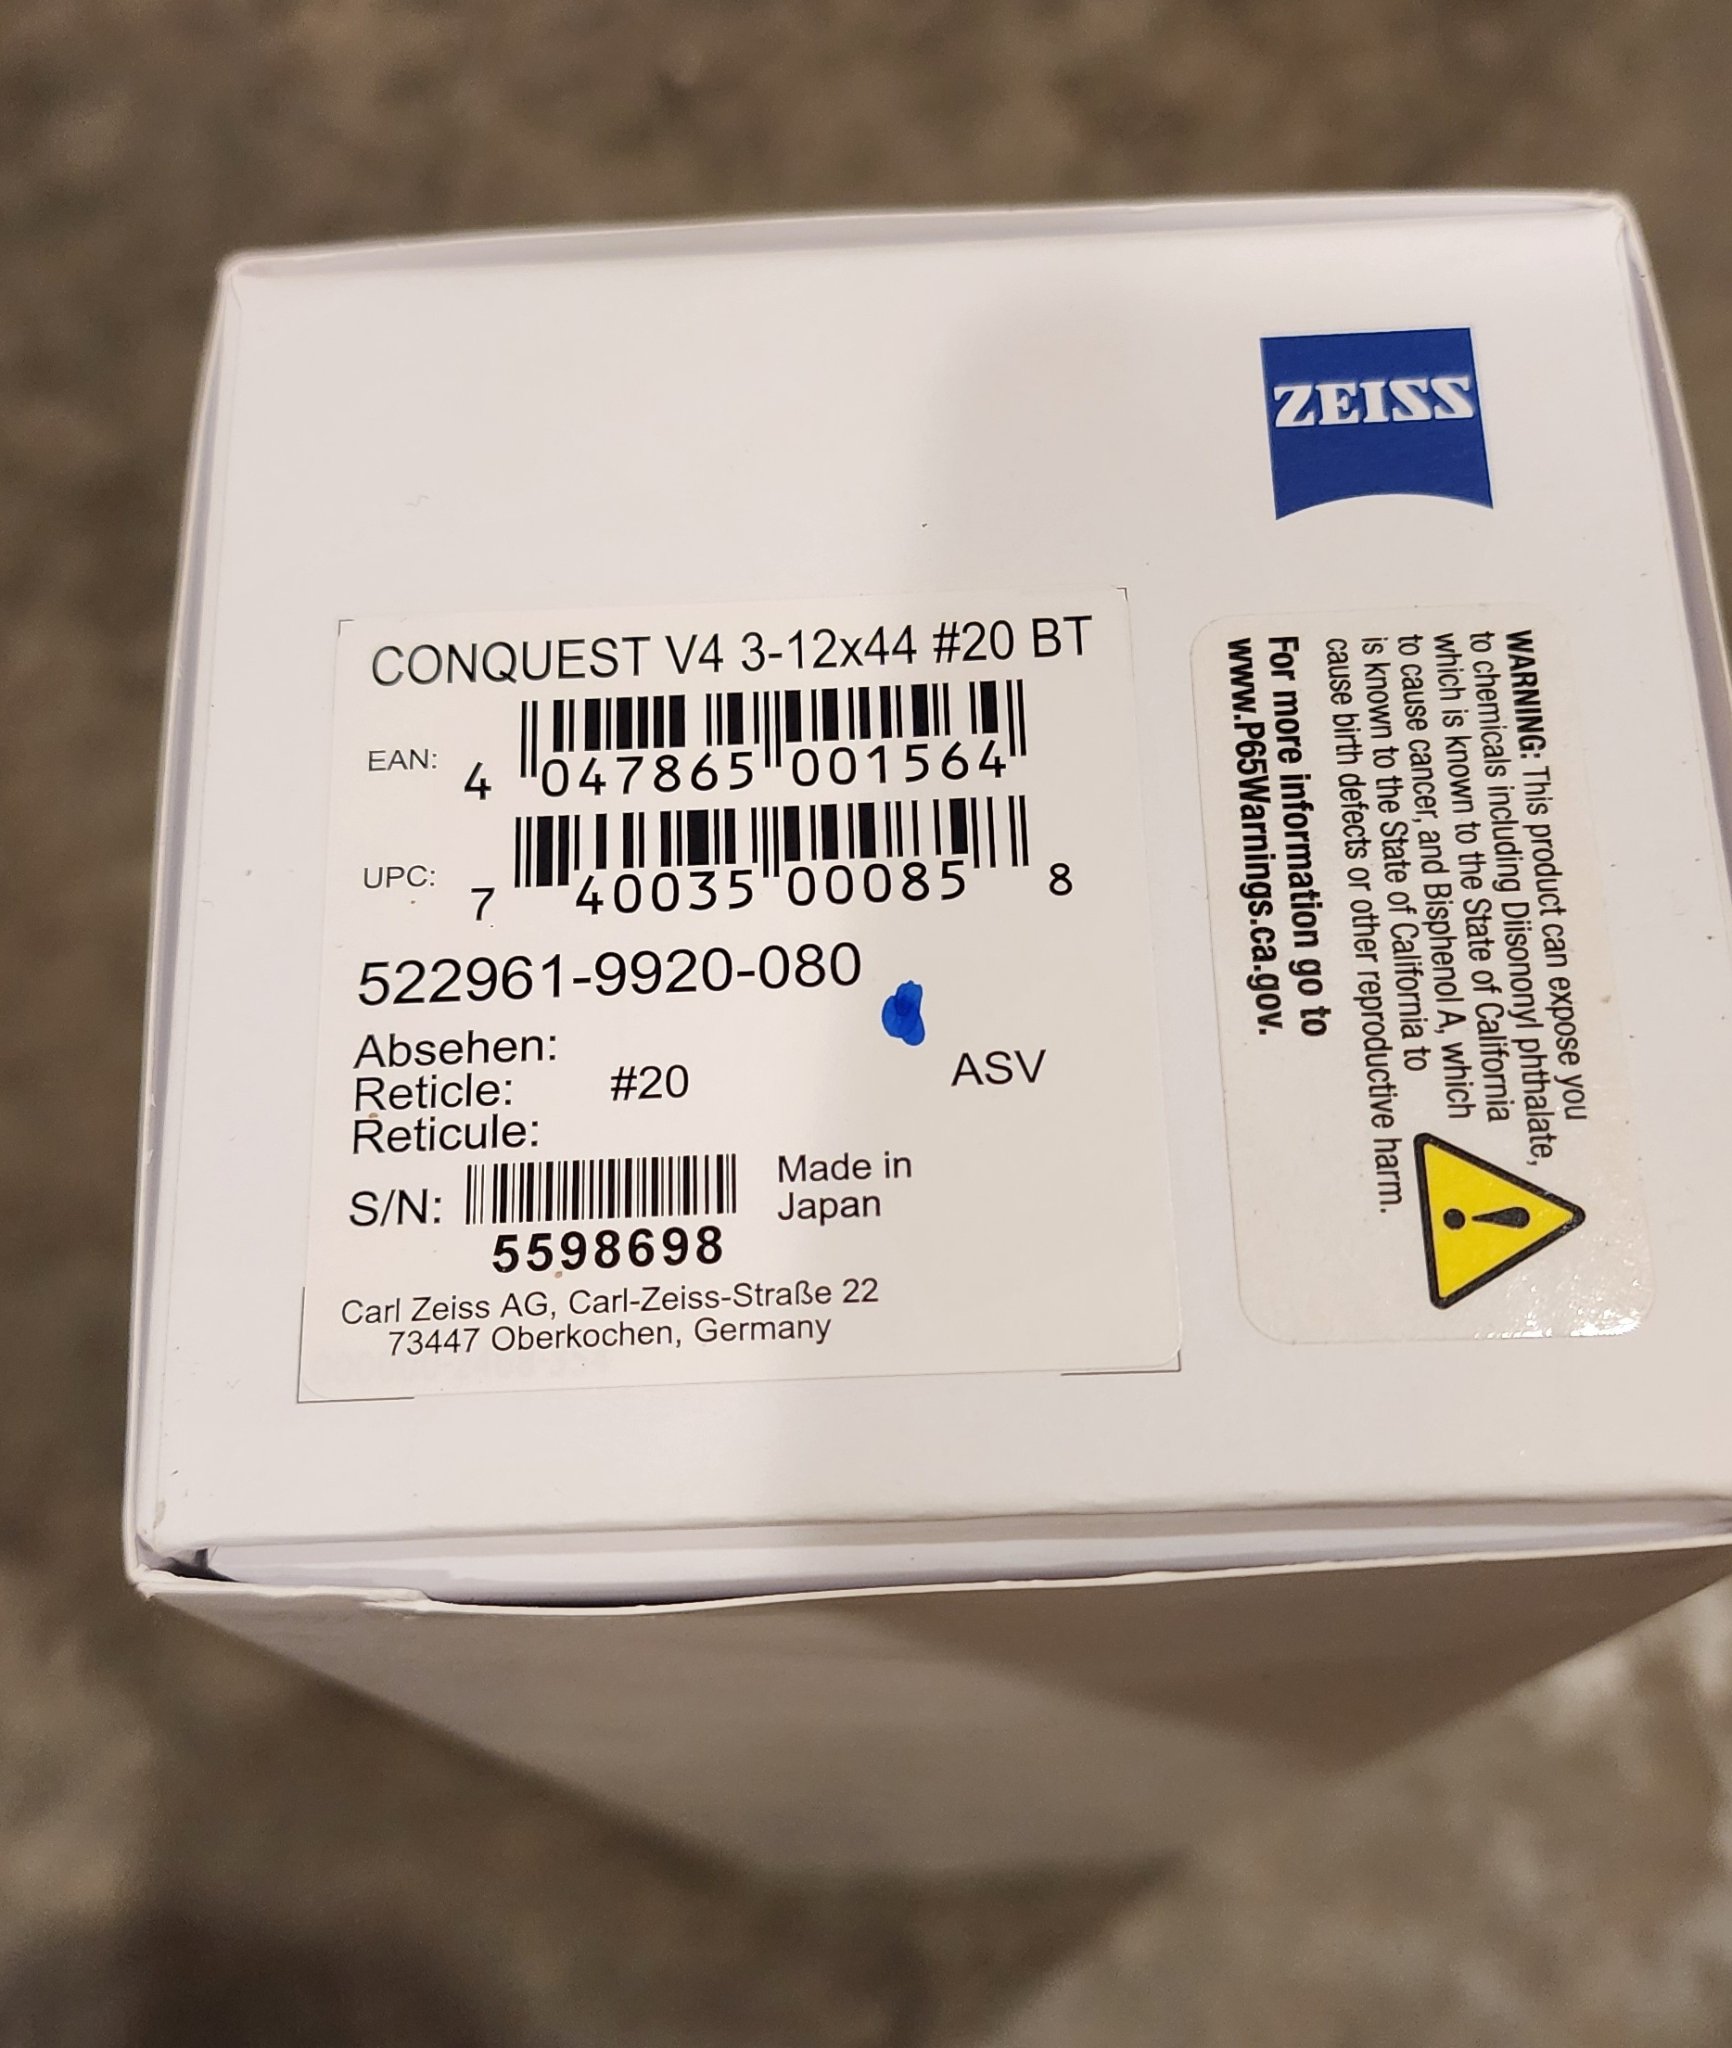 ZEISS
CONQUEST V4 3-12x44 #20 BT
EAN: 4 047865 001564
UPC: 7 40035 00085 8
522961-9920-080
Absehen:
Reticle: #20 ASV
Reticule:
S/N: Made in
Japan
5598698
Carl Zeiss AG, Carl-Zeiss-Straße 22
73447 Oberkochen, Germany
WARNING: This product can expose you
to chemicals including Diisononyl phthalate,
which is known to the State of California
to cause cancer, and Bisphenol A, which
is known to the State of California to
cause birth defects or other reproductive harm.
For more information go to
www.P65Warnings.ca.gov.